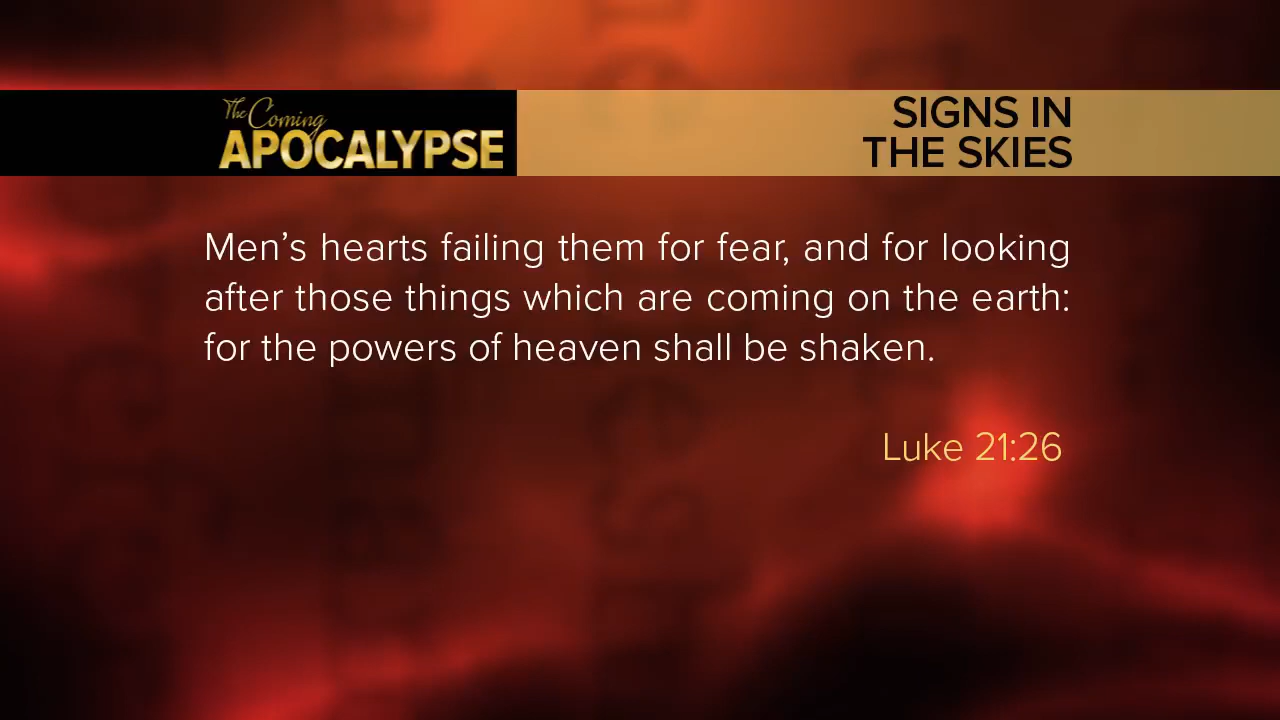 The Coming
APOCALYPSE
SIGNS IN
THE SKIES
Men’s hearts failing them for fear, and for looking
after those things which are coming on the earth:
for the powers of heaven shall be shaken.
Luke 21:26